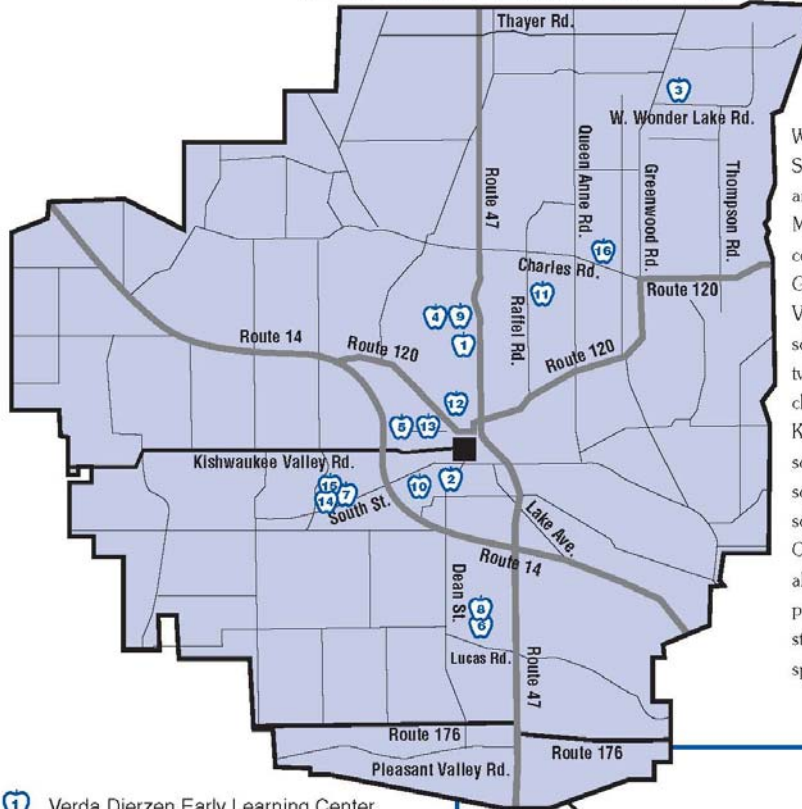 Thayer Rd.
3
W. Wonder Lake Rd.
Route 47
Queen Anne Rd.
Greenwood Rd.
Thompson Rd.
16
Charles Rd.
11
Route 120
4 9
Raffel Rd.
1
Route 14
Route 120
Route 120
12
5 13
Kishwaukee Valley Rd.
2
15
10
14 7
South St.
Lake Ave.
Route 14
Dean St.
8
6
Lucas Rd.
Route 47
Route 176
Route 176
Pleasant Valley Rd.
1 Verda Dierzen Early Learning Center